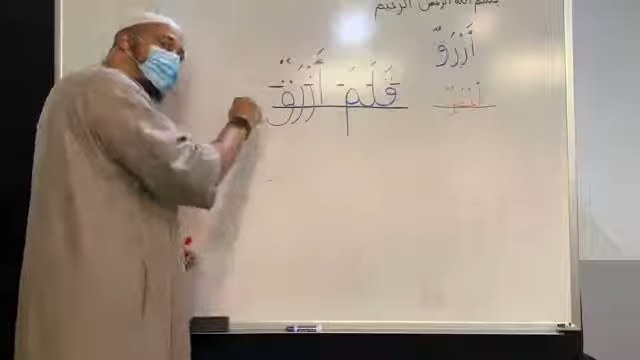 بسم الله الرحمن الرحيم
أَزْرَقٌ
قَلَمَ أَزْرَقَ